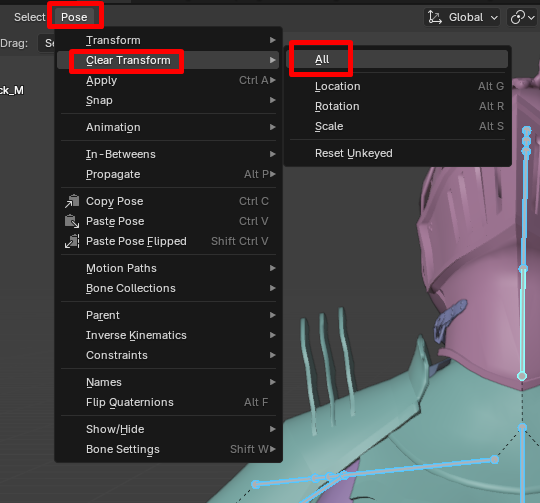 Select Pose Global
Drag: Se
ck_M
Transform
Clear Transform
Apply Ctrl A
Snap
Animation
In-Betweens
Propagate Alt P
Copy Pose Ctrl C
Paste Pose Ctrl V
Paste Pose Flipped Shift Ctrl V
Motion Paths
Bone Collections
Parent
Inverse Kinematics
Constraints
Names
Flip Quaternions Alt F
Show/Hide
Bone Settings Shift W
All
Location Alt G
Rotation Alt R
Scale Alt S
Reset Unkeyed